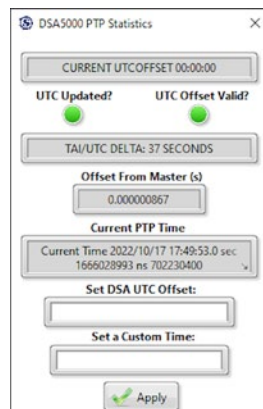 DSA5000 PTP Statistics
CURRENT UTCOFFSET 00:00:00
UTC Updated? UTC Offset Valid?
TAI/UTC DELTA: 37 SECONDS
Offset From Master (s)
0.000000867
Current PTP Time
Current Time 2022/10/17 17:49:53.0 sec
1666028993 ns 702230400
Set DSA UTC Offset:
Set a Custom Time:
Apply